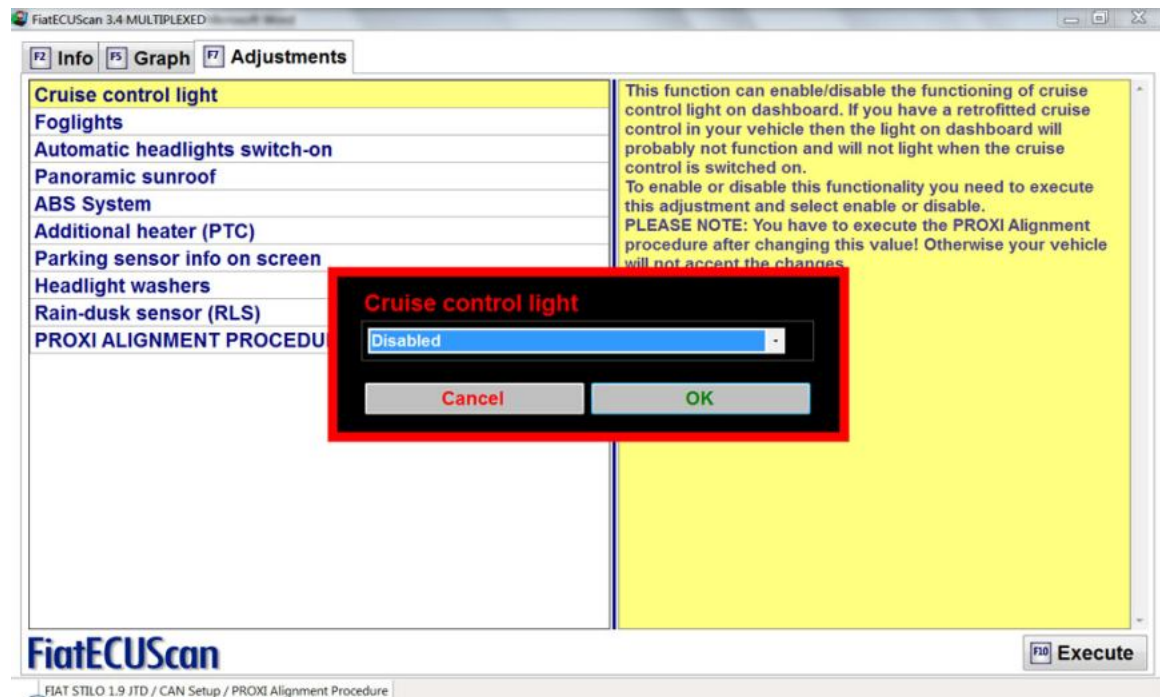 FiatECUScan 3.4 MULTIPLEXED
F2 Info F5 Graph F7 Adjustments
Cruise control light
Foglights
Automatic headlights switch-on
Panoramic sunroof
ABS System
Additional heater (PTC)
Parking sensor info on screen
Headlight washers
Rain-dusk sensor (RLS)
PROXI ALIGNMENT PROCEDU
This function can enable/disable the functioning of cruise
control light on dashboard. If you have a retrofitted cruise
control in your vehicle then the light on dashboard will
probably not function and will not light when the cruise
control is switched on.
To enable or disable this functionality you need to execute
this adjustment and select enable or disable.
PLEASE NOTE: You have to execute the PROXI Alignment
procedure after changing this value! Otherwise your vehicle
will not accept the changes.
Cruise control light
Disabled
Cancel OK
FiatECUScan
F10 Execute
FIAT STILO 1.9 JTD / CAN Setup / PROXI Alignment Procedure